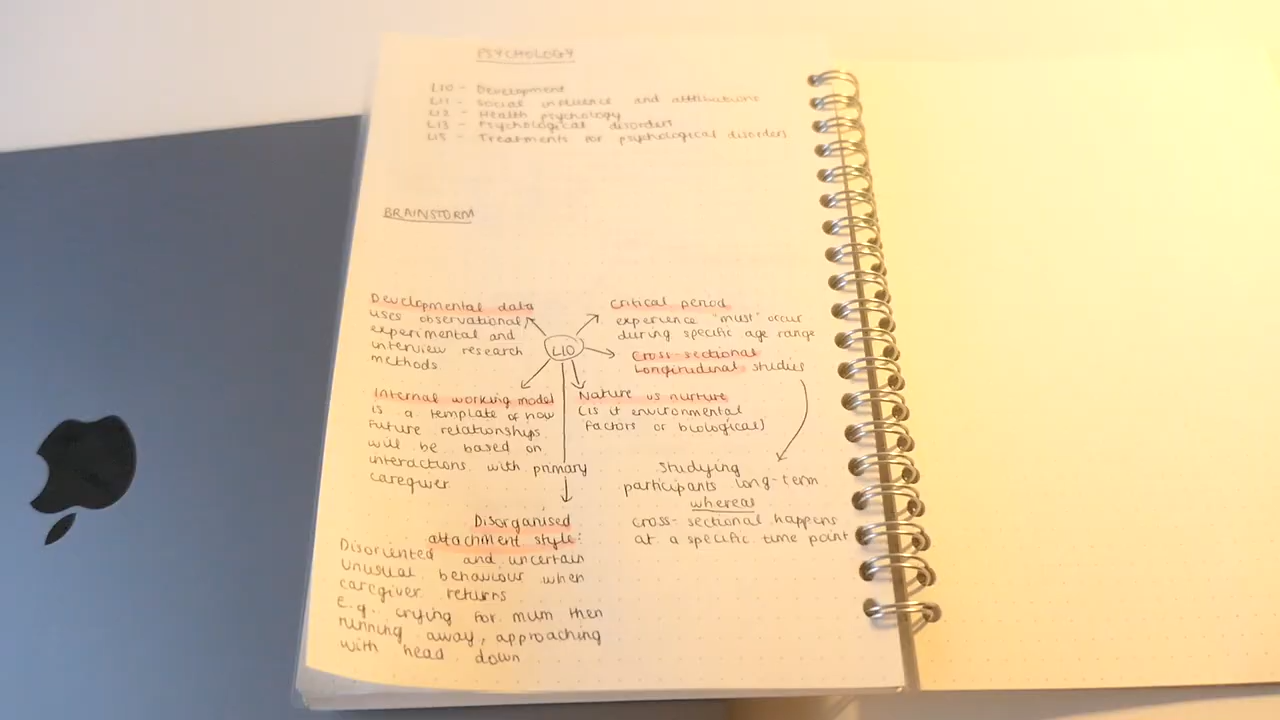 PSYCHOLOGY
L10 - Development
L11 - Social influence and attributions
L12 - Health psychology
L13 - Psychological disorders
L15 - Treatments for psychological disorders
BRAINSTORM
Developmental data
uses observational,
experimental and
interview research
methods.
Critical period
experience "must" occur
during specific age range
L10
Cross-sectional
Longitudinal studies
Internal working model
is a template of how
future relationships
will be based on
interactions with primary
caregiver
Nature vs nurture
(is it environmental
factors or biological)
Studying
participants long-term
whereas
cross-sectional happens
at a specific time point
Disorganised
attachment style:
Disoriented and uncertain
unusual behaviour when
caregiver returns
e.g. crying for mum then
running away, approaching
with head down